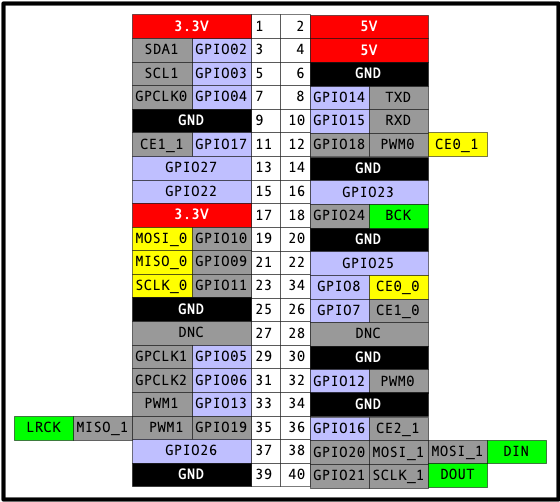 3.3V 1 2 5V
SDA1 GPIO02 3 4 5V
SCL1 GPIO03 5 6 GND
GPCLK0 GPIO04 7 8 GPIO14 TXD
GND 9 10 GPIO15 RXD
CE1_1 GPIO17 11 12 GPIO18 PWM0 CE0_1
GPIO27 13 14 GND
GPIO22 15 16 GPIO23
3.3V 17 18 GPIO24 BCK
MOSI_0 GPIO10 19 20 GND
MISO_0 GPIO09 21 22 GPIO25
SCLK_0 GPIO11 23 34 GPIO8 CE0_0
GND 25 26 GPIO7 CE1_0
DNC 27 28 DNC
GPCLK1 GPIO05 29 30 GND
GPCLK2 GPIO06 31 32 GPIO12 PWM0
PWM1 GPIO13 33 34 GND
LRCK MISO_1 PWM1 GPIO19 35 36 GPIO16 CE2_1
GPIO26 37 38 GPIO20 MOSI_1 MOSI_1 DIN
GND 39 40 GPIO21 SCLK_1 DOUT